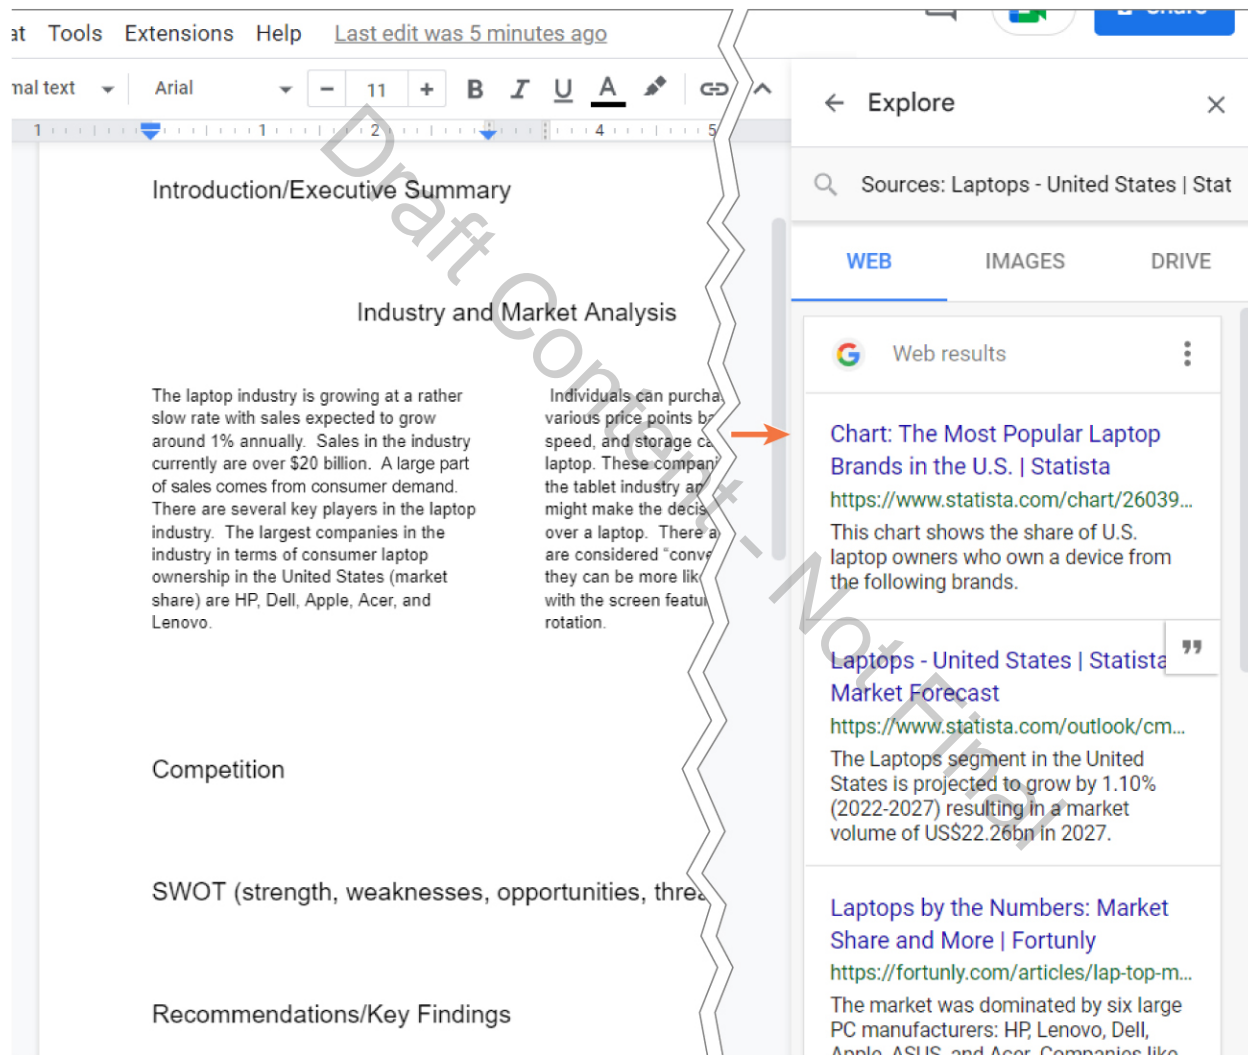 Tools Extensions Help Last edit was 5 minutes ago
Share
text Arial 11 B I U A
Explore
1 1 2 4 5
Sources: Laptops - United States | Stat
Introduction/Executive Summary
WEB IMAGES DRIVE
Industry and Market Analysis
Web results
The laptop industry is growing at a rather
slow rate with sales expected to grow
around 1% annually. Sales in the industry
currently are over $20 billion. A large part
of sales comes from consumer demand.
There are several key players in the laptop
industry. The largest companies in the
industry in terms of consumer laptop
ownership in the United States (market
share) are HP, Dell, Apple, Acer, and
Lenovo.
Individuals can
various price points
speed, and storage
laptop. These
the tablet industry
might make the
over a laptop. There
are considered
they can be more
with the screen
rotation.
Chart: The Most Popular Laptop
Brands in the U.S. | Statista
https://www.statista.com/chart/26039...
This chart shows the share of U.S.
laptop owners who own a device from
the following brands.
Laptops - United States | Statista
Market Forecast
https://www.statista.com/outlook/cm...
The Laptops segment in the United
States is projected to grow by 1.10%
(2022-2027) resulting in a market
volume of US$22.26bn in 2027.
Laptops by the Numbers: Market
Share and More | Fortunly
https://fortunly.com/articles/lap-top-m...
The market was dominated by six large
PC manufacturers: HP, Lenovo, Dell,
Apple, ASUS, and Acer. Companies like
Competition
SWOT (strength, weaknesses, opportunities,
Recommendations/Key Findings
Draft Content - Not Final